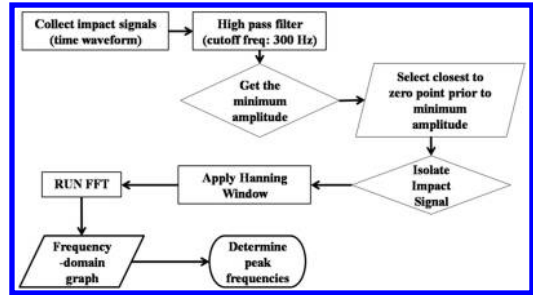 Collect impact signals
(time waveform)
High pass filter
(cutoff freq: 300 Hz)
Get the
minimum
amplitude
Select closest to
zero point prior to
minimum
amplitude
Isolate
Impact
Signal
Apply Hanning
Window
RUN FFT
Frequency
-domain
graph
Determine
peak
frequencies